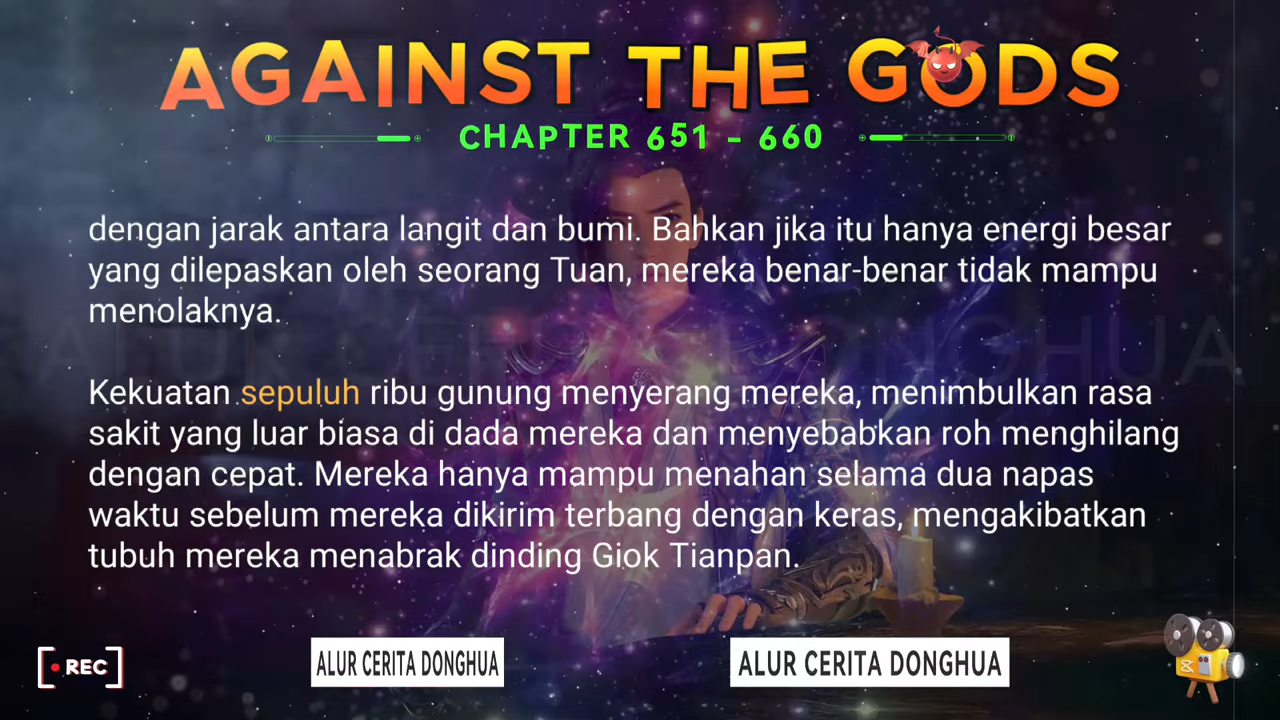 AGAINST THE GODS
CHAPTER 651 - 660
dengan jarak antara langit dan bumi. Bahkan jika itu hanya energi besar
yang dilepaskan oleh seorang Tuan, mereka benar-benar tidak mampu
menolaknya.
Kekuatan sepuluh ribu gunung menyerang mereka, menimbulkan rasa
sakit yang luar biasa di dada mereka dan menyebabkan roh menghilang
dengan cepat. Mereka hanya mampu menahan selama dua napas
waktu sebelum mereka dikirim terbang dengan keras, mengakibatkan
tubuh mereka menabrak dinding Giok Tianpan.
REC
ALUR CERITA DONGHUA
ALUR CERITA DONGHUA